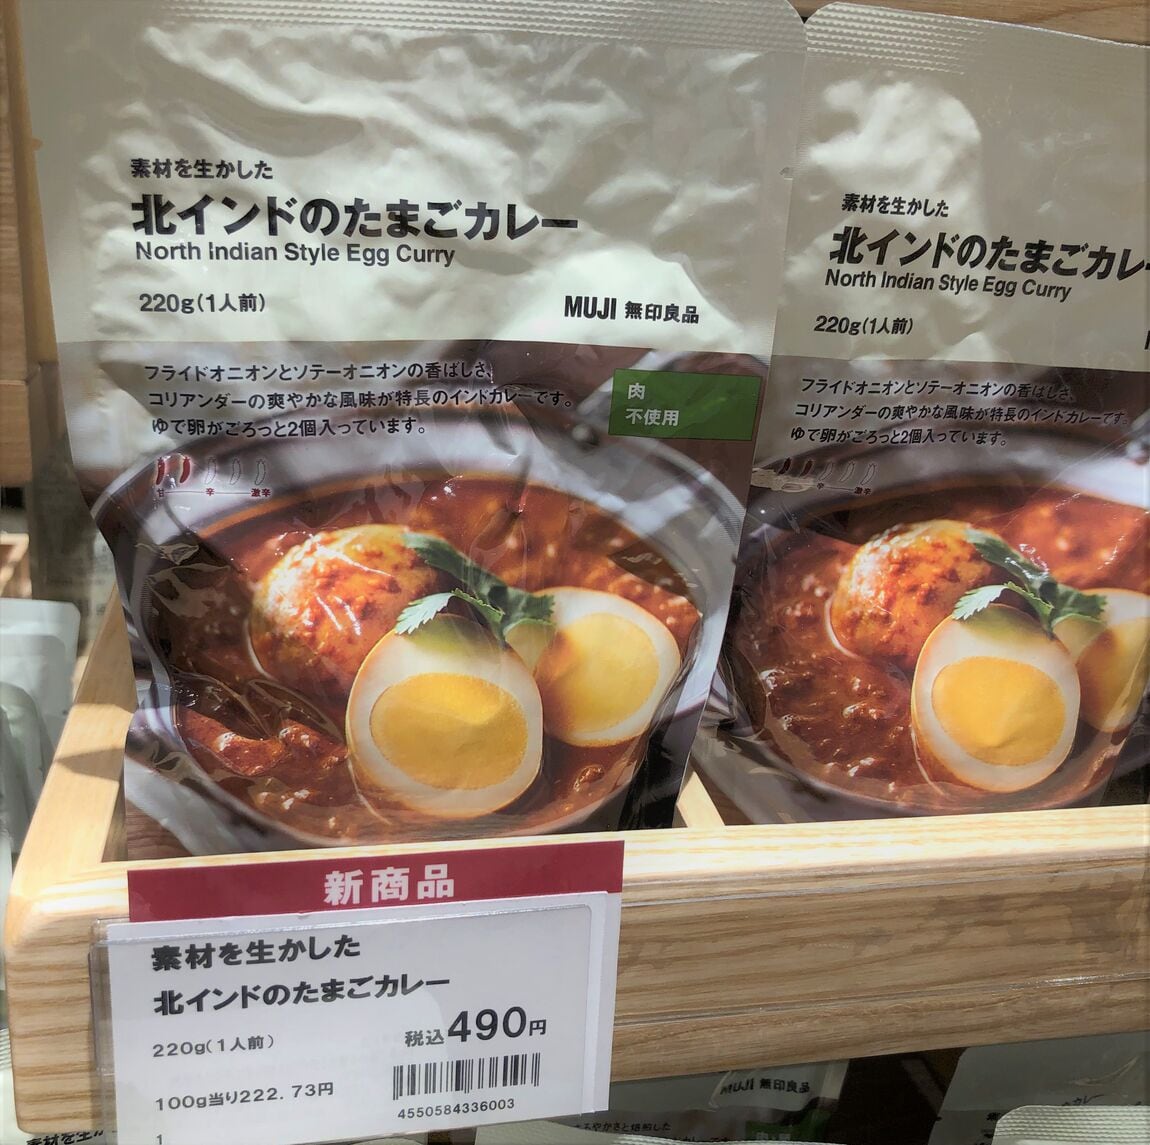 素材を生かした
北インドのたまごカレー
North Indian Style Egg Curry
220g(1人前)
MUJI 無印良品
フライドオニオンとソテーオニオンの香ばしさ、
コリアンダーの爽やかな風味が特長のインドカレーです。
ゆで卵がごろっと2個入っています。
肉
不使用
甘 辛 激辛
素材を生かした
北インドのたまごカレー
North Indian Style Egg Curry
220g(1人前)
フライドオニオンとソテーオニオンの香ばしさ、
コリアンダーの爽やかな風味が特長のインドカレーです。
ゆで卵がごろっと2個入っています。
辛 激辛
新商品
素材を生かした
北インドのたまごカレー
220g(1人前)
税込490円
100g当り222.73円
4550584336003
1
MUJI 無印良品